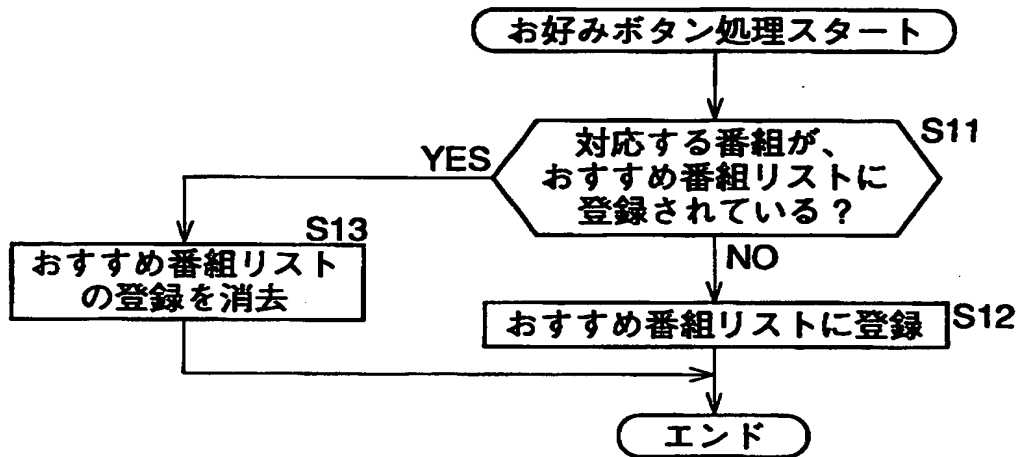 お好みボタン処理スタート
S11
対応する番組が、
おすすめ番組リストに
登録されている?
YES
NO
S13
おすすめ番組リスト
の登録を消去
おすすめ番組リストに登録
S12
エンド